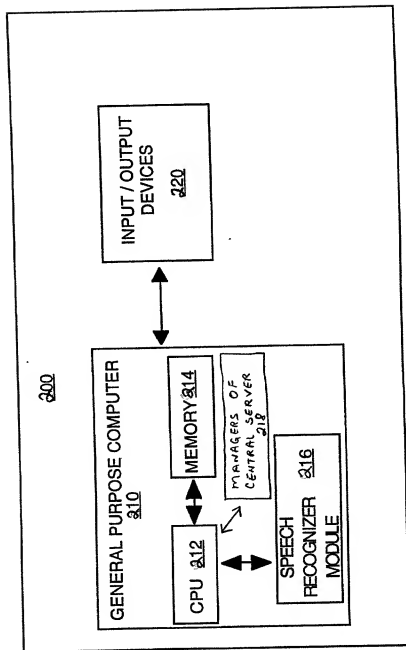 200
GENERAL PURPOSE COMPUTER
210
CPU 212
MEMORY 214
MANAGERS OF
CENTRAL SERVER
218
SPEECH
RECOGNIZER 216
MODULE
INPUT / OUTPUT
DEVICES
220